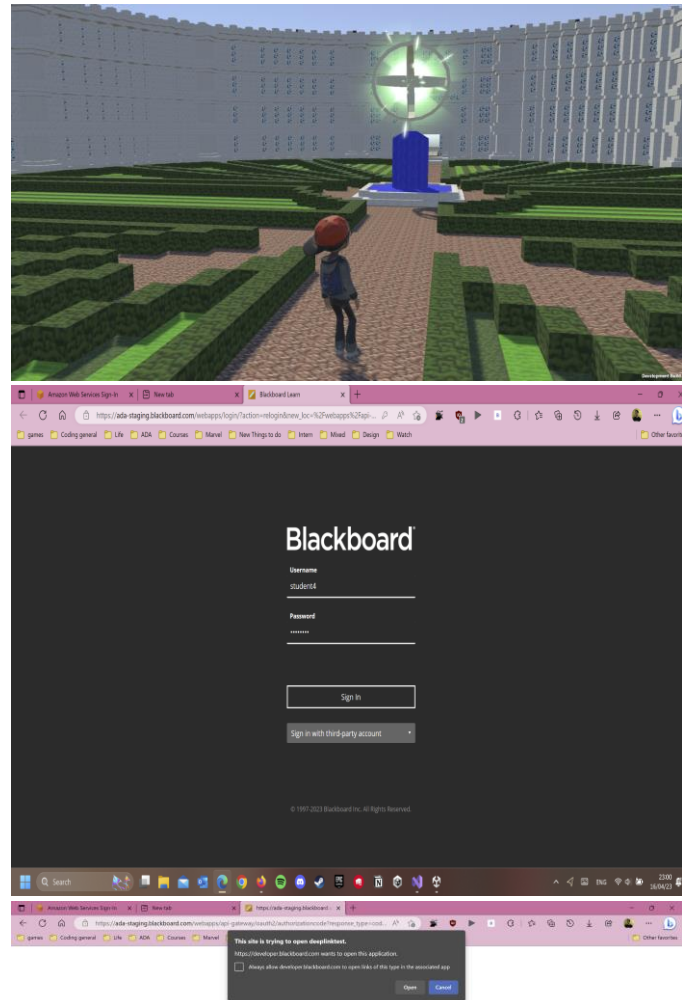 Development Build
Amazon Web Services Sign-In
New tab
Blackboard Learn
https://ada-staging.blackboard.com/webapps/login/?action=relogin&new_loc=%2Fwebapps%2Fapi-...
games Coding general Life ADA Courses Marvel New Things to do Intern Mixed Design Watch Other favorit
Blackboard
Username
student4
Password
········
Sign In
Sign in with third-party account
© 1997-2023 Blackboard Inc. All Rights Reserved.
Search
ENG
23:00
16/04/23
Amazon Web Services Sign-In
New tab
https://ada-staging.blackboard...
https://ada-staging.blackboard.com/webapps/api-gateway/oauth2/authorizationcode?response_type=cod...
games Coding general Life ADA Courses Marvel Other favorit
This site is trying to open deeplinktest.
https://developer.blackboard.com wants to open this application.
Always allow developer.blackboard.com to open links of this type in the associated app
Open Cancel